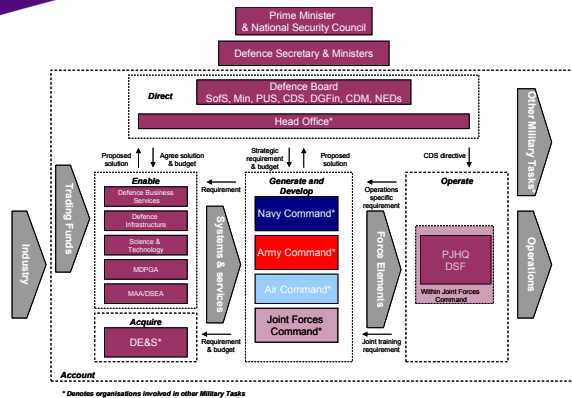 Prime Minister
& National Security Council
Defence Secretary & Ministers
Direct
Defence Board
SofS, Min, PUS, CDS, DGFin, CDM, NEDs
Head Office*
Other Military Tasks*
Proposed
solution
Agree solution
& budget
Strategic
requirement
& budget
Proposed
solution
CDS directive
Industry
Trading Funds
Enable
Defence Business
Services
Defence
Infrastructure
Science &
Technology
MDPGA
MAA/DSEA
Acquire
DE&S*
Requirement
Systems & services
Requirement
& budget
Generate and
Develop
Navy Command*
Army Command*
Air Command*
Joint Forces
Command*
Operations
specific
requirement
Force Elements
Joint training
requirement
Operate
PJHQ
DSF
Within Joint Forces
Command
Operations
Account
* Denotes organisations involved in other Military Tasks